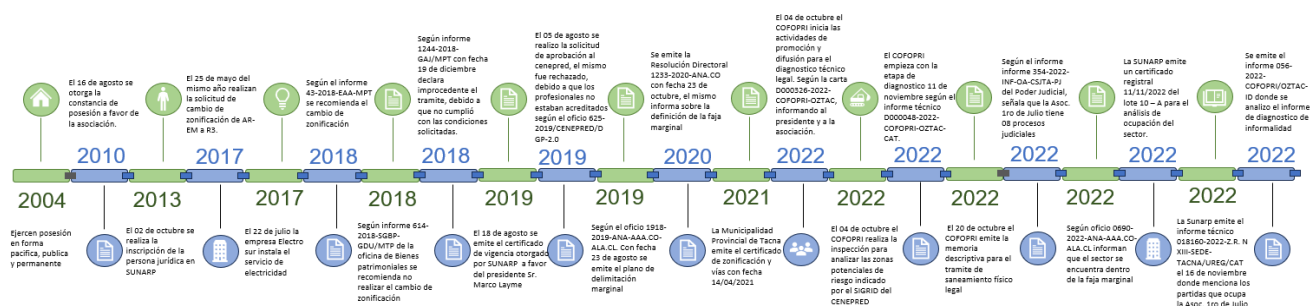 El 16 de agosto se
otorga la
constancia de
posesión a favor de
la asociación.
El 25 de mayo del
mismo año realizan
la solicitud de
cambio de
zonificación de AR-
EM a R3.
Según el informe
43-2018-EAA-MPT
se recomienda el
cambio de
zonificación
Según informe
1244-2018-
GAJ/MPT con fecha
19 de diciembre
declara
improcedente el
tramite, debido a
que no cumplió
con las condiciones
solicitadas.
El 05 de agosto se
realizo la solicitud
de aprobación al
cenepred, el mismo
fue rechazado,
debido a que los
profesionales no
estaban acreditados
según el oficio 625-
2019/CENEPRED/D
GP-2.0
Se emite la
Resolución Directoral
1233-2020-ANA.CO
con fecha 23 de
octubre, el mismo
informa sobre la
definición de la faja
marginal
El 04 de octubre el
COFOPRI inicia las
actividades de
promoción y
difusión para el
diagnostico técnico
legal. Según la carta
D000326-2022-
COFOPRI-OZTAC,
informando al
presidente y a la
asociación.
El COFOPRI
empieza con la
etapa de
diagnostico 11 de
noviembre según el
informe técnico
D000048-2022-
COFOPRI-OZTAC-
CAT.
Según el informe
informe 354-2022-
INF-OA-CSJTA-PJ
del Poder Judicial,
señala que la Asoc.
1ro de Julio tiene
08 procesos
judiciales
La SUNARP emite
un certificado
registral
11/11/2022 del
lote 10 – A para el
análisis de
ocupación del
sector.
Se emite el
informe 056-
2022-
COFOPRI/OZTAC-
ID donde se
analizo el informe
de diagnostico de
informalidad
2010 2017 2018 2018 2019 2020 2022 2022 2022 2022 2022
2004 2013 2017 2018 2019 2019 2021 2022 2022 2022 2022
Ejercen posesión en
forma
pacifica, publica y
permanente
El 02 de octubre se
realiza la
inscripción de la
persona jurídica en
SUNARP
El 22 de julio la
empresa Electro
sur instala el
servicio de
electricidad
Según informe 614-
2018-SGBP-
GDU/MTP de la
oficina de Bienes
patrimoniales se
recomienda no
realizar el cambio de
zonificación
El 18 de agosto se
emite el certificado
de vigencia otorgado
por SUNARP a favor
del presidente Sr.
Marco Layme
Según el oficio 1918-
2019-ANA-AAA.CO-
ALA.CL. Con fecha
23 de agosto se
emite el plano de
delimitación
marginal
La Municipalidad
Provincial de Tacna
emite el certificado
de zonificación y
vías con fecha
14/04/2021
El 04 de octubre el
COFOPRI realiza la
inspección para
analizar las zonas
potenciales de
riesgo indicado
por el SIGRID del
CENEPRED
El 20 de octubre el
COFOPRI emite la
memoria
descriptiva para el
tramite de
saneamiento físico
legal
Según oficio 0690-
2022-ANA-AAA.CO-
ALA.CL informan
que el sector se
encuentra dentro de
la faja marginal
La Sunarp emite el
informe técnico
018160-2022-Z.R. N
XIII-SEDE-
TACNA/UREG/CAT
el 16 de noviembre
donde menciona los
partidas que ocupa
la Asoc. 1ro de Julio